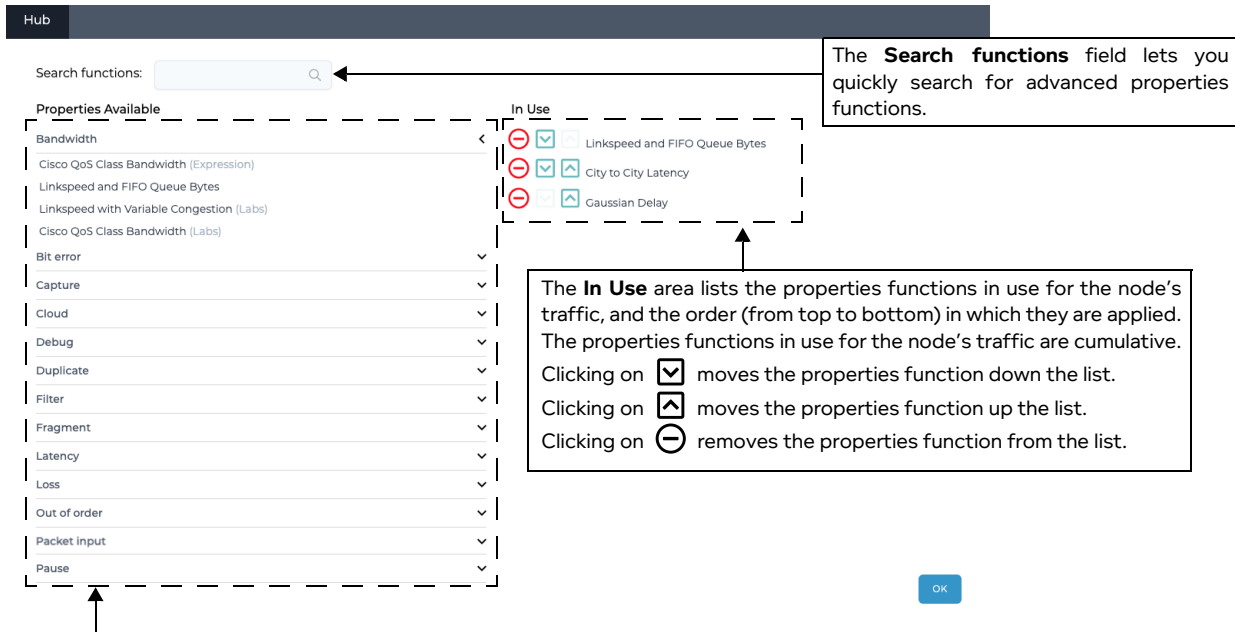 Hub
Search functions:
The Search functions field lets you
quickly search for advanced properties
functions.
Properties Available
Bandwidth
Cisco QoS Class Bandwidth (Expression)
Linkspeed and FIFO Queue Bytes
Linkspeed with Variable Congestion (Labs)
Cisco QoS Class Bandwidth (Labs)
Bit error
Capture
Cloud
Debug
Duplicate
Filter
Fragment
Latency
Loss
Out of order
Packet input
Pause
In Use
Linkspeed and FIFO Queue Bytes
City to City Latency
Gaussian Delay
The In Use area lists the properties functions in use for the node's
traffic, and the order (from top to bottom) in which they are applied.
The properties functions in use for the node's traffic are cumulative.
Clicking on moves the properties function down the list.
Clicking on moves the properties function up the list.
Clicking on removes the properties function from the list.
OK